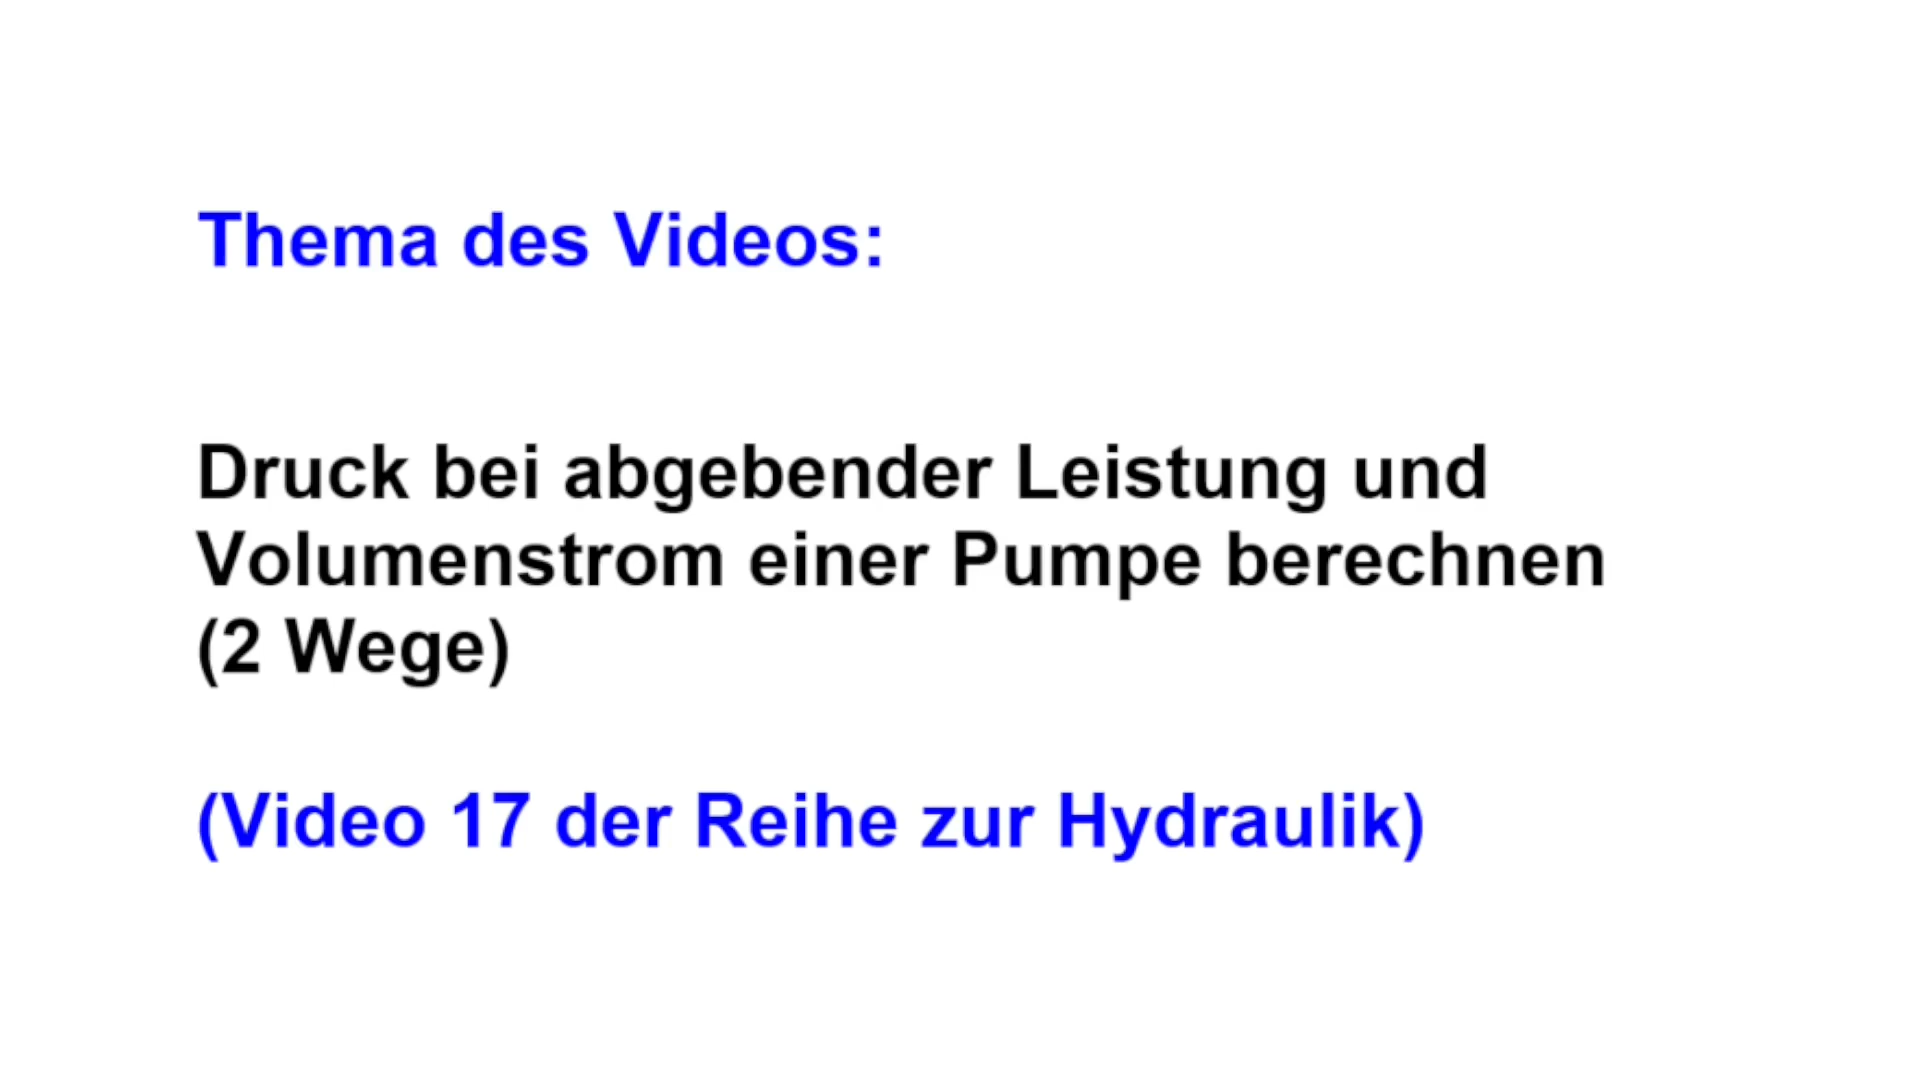 Thema des Videos:
Druck bei abgebender Leistung und
Volumenstrom einer Pumpe berechnen
(2 Wege)
(Video 17 der Reihe zur Hydraulik)